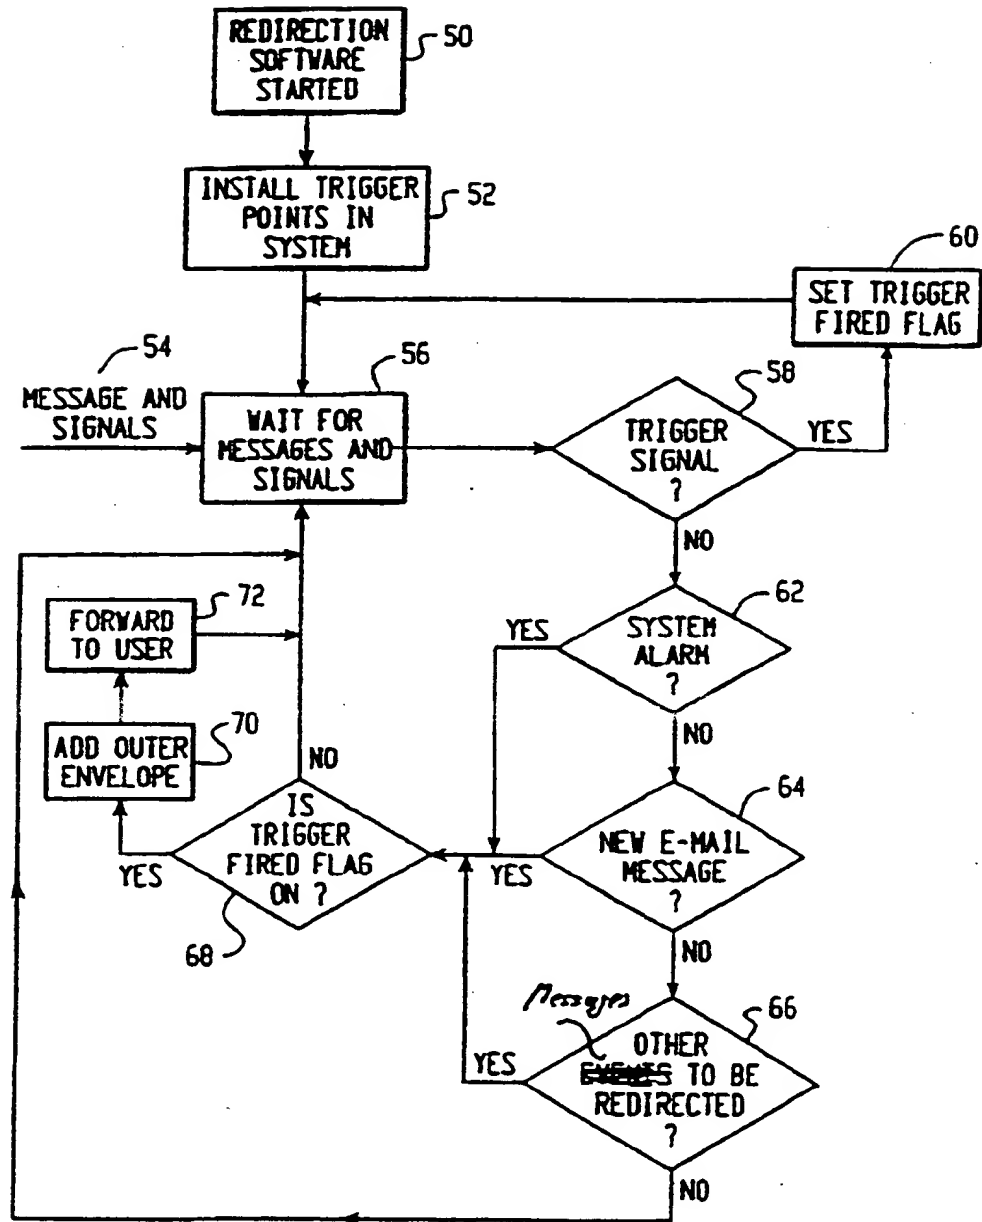 REDIRECTION
SOFTWARE
STARTED
50
INSTALL TRIGGER
POINTS IN
SYSTEM
52
60
SET TRIGGER
FIRED FLAG
54
MESSAGE AND
SIGNALS
56
WAIT FOR
MESSAGES AND
SIGNALS
58
TRIGGER
SIGNAL
?
YES
NO
62
SYSTEM
ALARM
?
YES
NO
72
FORWARD
TO USER
70
ADD OUTER
ENVELOPE
NO
IS
TRIGGER
FIRED FLAG
ON ?
YES
68
64
NEW E-MAIL
MESSAGE
?
YES
NO
Messages
66
OTHER
EVENTS TO BE
REDIRECTED
?
YES
NO